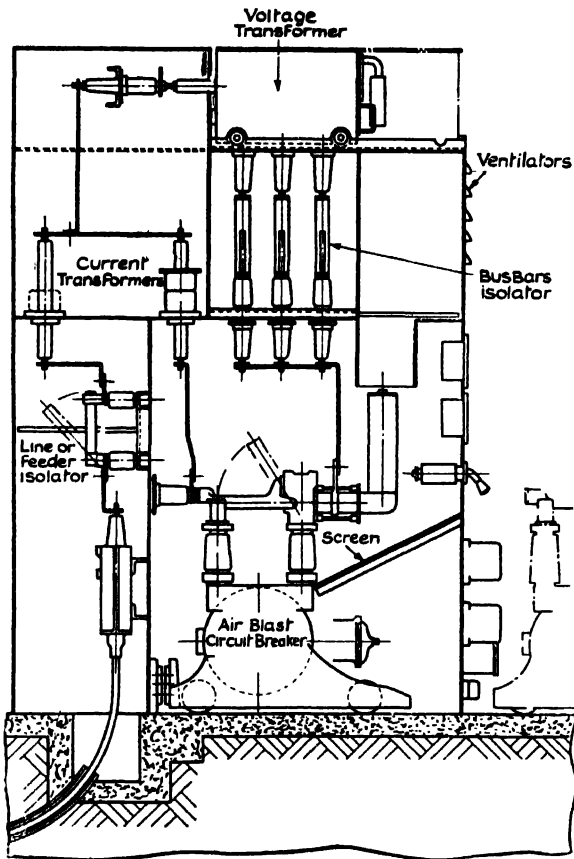 Voltage
Transformer
Ventilators
Current
Transformers
BusBars
isolator
Line or
Feeder
isolator
Screen
Air Blast
Circuit Breaker